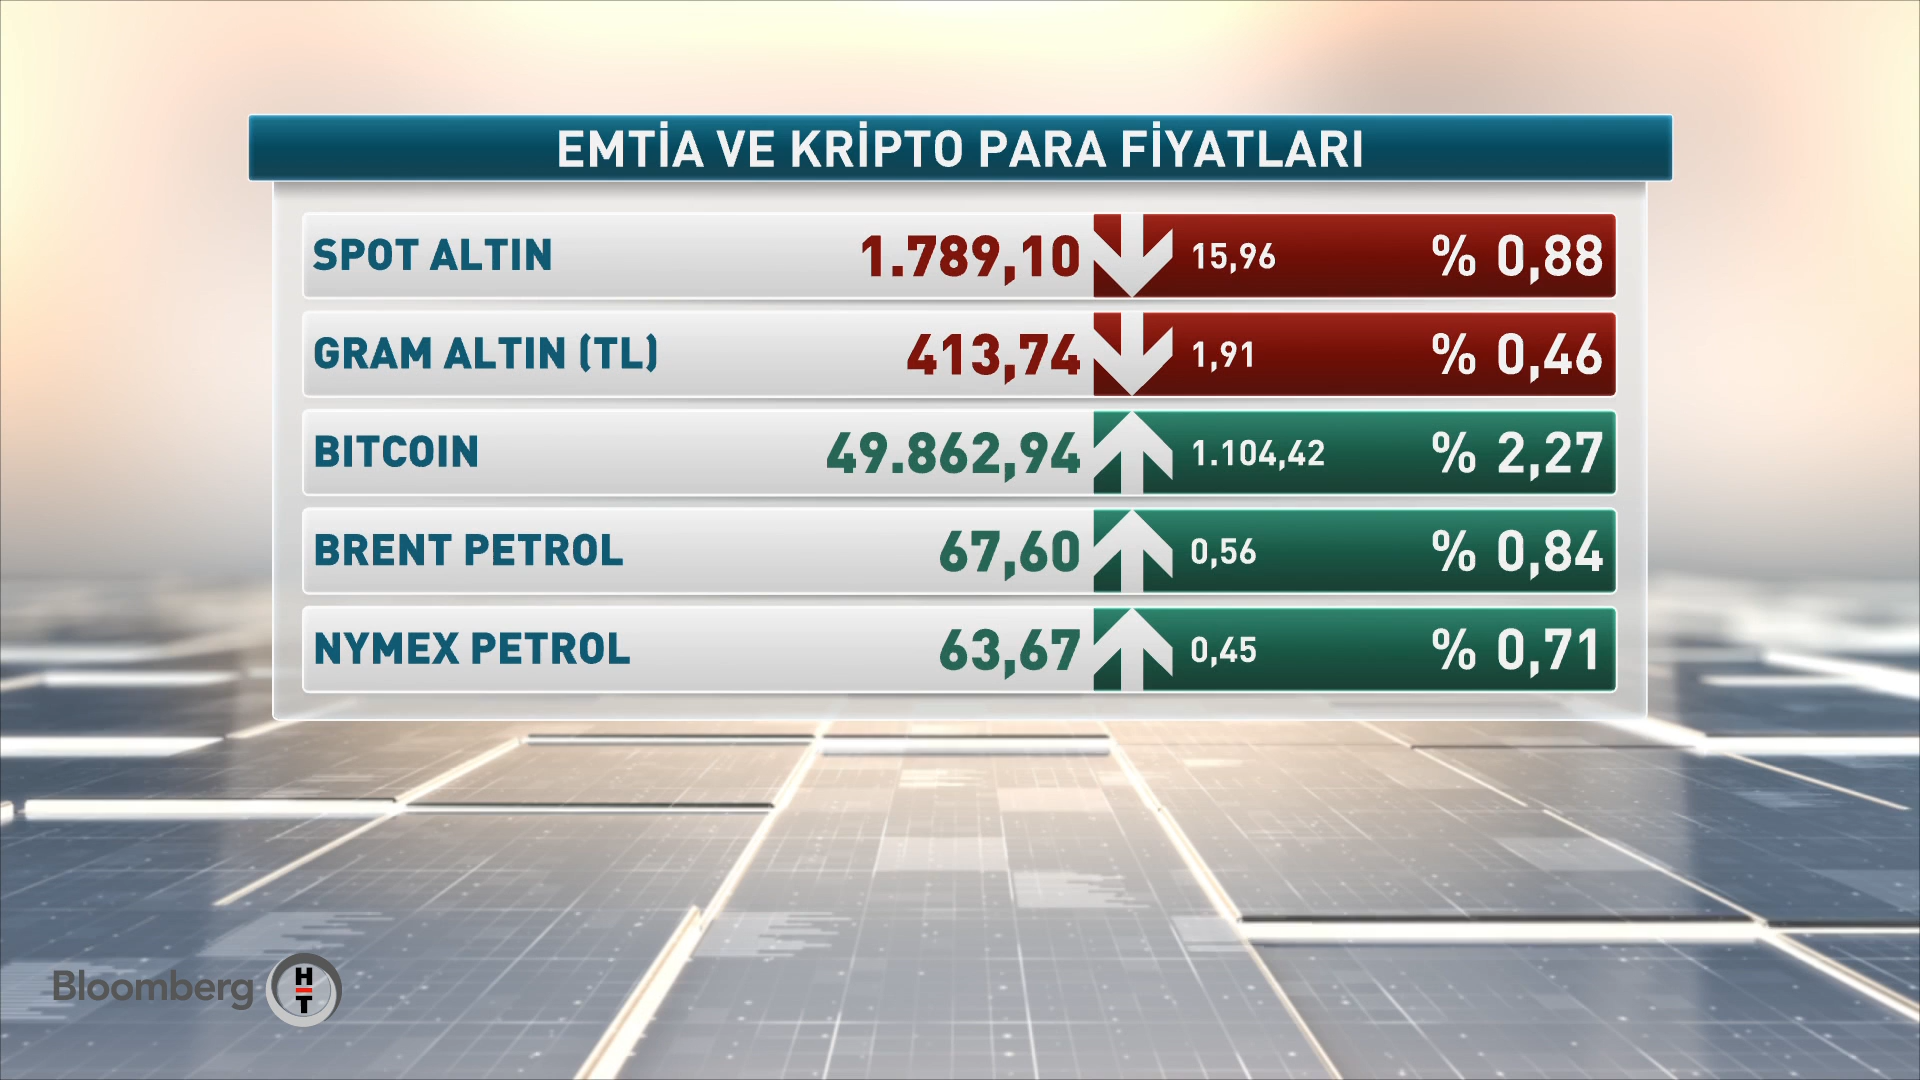 EMTİA VE KRİPTO PARA FİYATLARI
SPOT ALTIN 1.789,10 15,96 % 0,88
GRAM ALTIN (TL) 413,74 1,91 % 0,46
BITCOIN 49.862,94 1.104,42 % 2,27
BRENT PETROL 67,60 0,56 % 0,84
NYMEX PETROL 63,67 0,45 % 0,71
Bloomberg HT